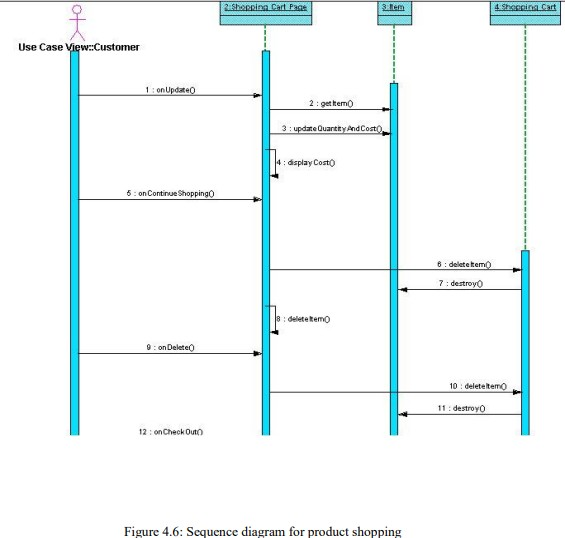 2:Shopping Cart Page
3:Item
4:Shopping Cart
Use Case View::Customer
1 : onUpdate()
2 : getItem()
3 : updateQuantityAndCost()
4 : displayCost()
5 : onContinueShopping()
6 : deleteItem()
7 : destroy()
8 : deleteItem()
9 : onDelete()
10 : deleteItem()
11 : destroy()
12 : onCheckOut()
Figure 4.6: Sequence diagram for product shopping